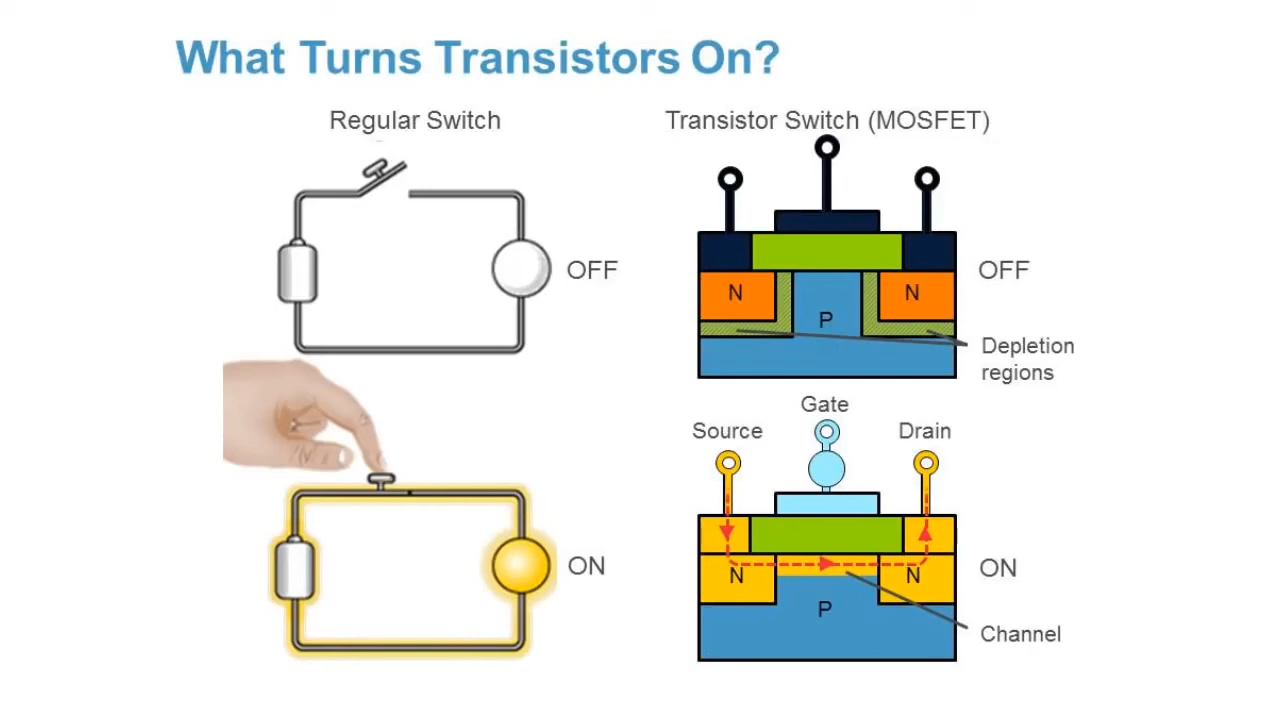 What Turns Transistors On?
Regular Switch
Transistor Switch (MOSFET)
OFF
N
N
P
OFF
Depletion
regions
Gate
Source
Drain
ON
N
N
P
ON
Channel